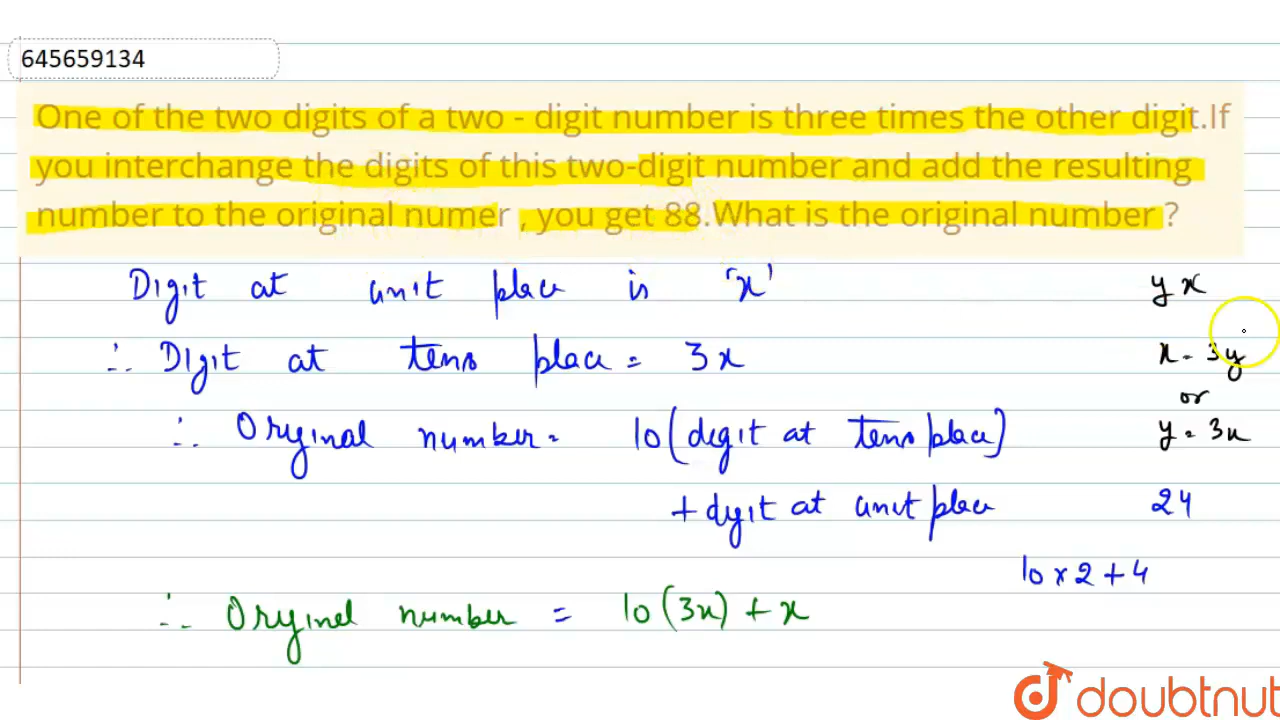 645659134
One of the two digits of a two - digit number is three times the other digit.If
you interchange the digits of this two-digit number and add the resulting
number to the original numer , you get 88.What is the original number ?
Digit at unit place is 'x'
y x
∴ Digit at tens place = 3x
x = 3y
or
∴ Original number = 10 (digit at tens place)
y = 3x
+ digit at unit place
24
10 x 2 + 4
∴ Original number = 10 (3x) + x
doubtnut